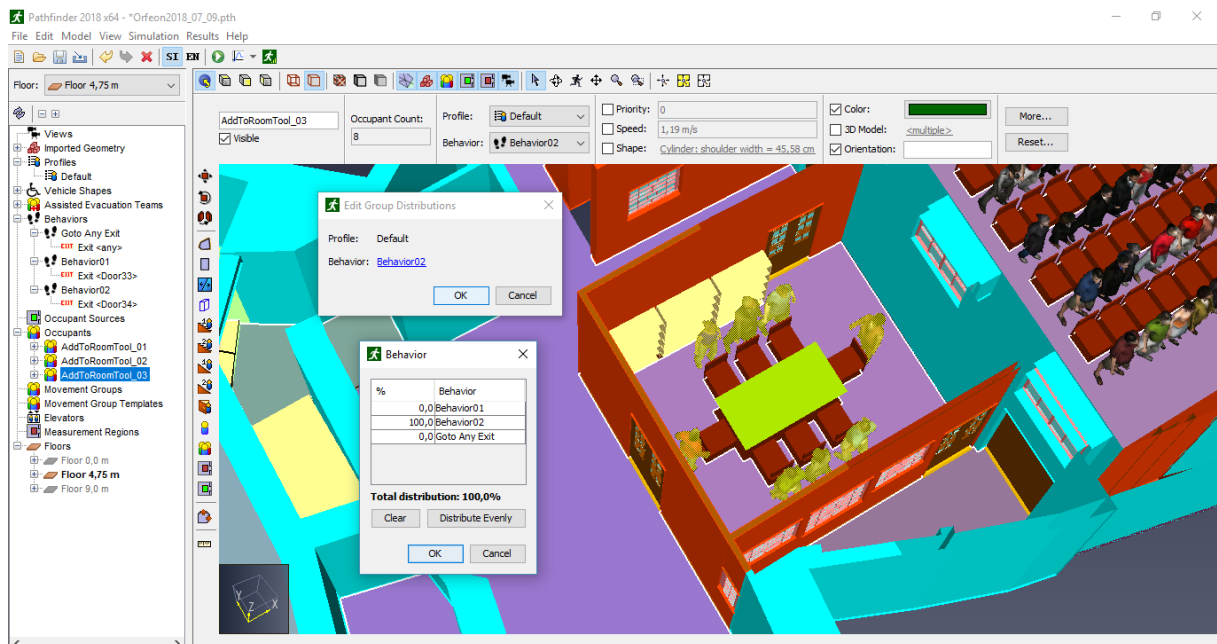 Pathfinder 2018 x64 - *Orfeon2018_07_09.pth
File Edit Model View Simulation Results Help
SI EN
Floor: Floor 4,75 m
AddToRoomTool_03
Visible
Occupant Count:
8
Profile: Default
Behavior: Behavior02
Priority: 0
Speed: 1,19 m/s
Shape: Cylinder: shoulder width = 45,58 cm
Color:
3D Model: <multiple>
Orientation:
More...
Reset...
Views
Imported Geometry
Profiles
Default
Vehicle Shapes
Assisted Evacuation Teams
Behaviors
Goto Any Exit
EXIT Exit <any>
Behavior01
EXIT Exit <Door33>
Behavior02
EXIT Exit <Door34>
Occupant Sources
Occupants
AddToRoomTool_01
AddToRoomTool_02
AddToRoomTool_03
Movement Groups
Movement Group Templates
Elevators
Measurement Regions
Floors
Floor 0,0 m
Floor 4,75 m
Floor 9,0 m
Edit Group Distributions
Profile: Default
Behavior: Behavior02
OK Cancel
Behavior
% Behavior
0,0 Behavior01
100,0 Behavior02
0,0 Goto Any Exit
Total distribution: 100,0%
Clear Distribute Evenly
OK Cancel
Y Z X